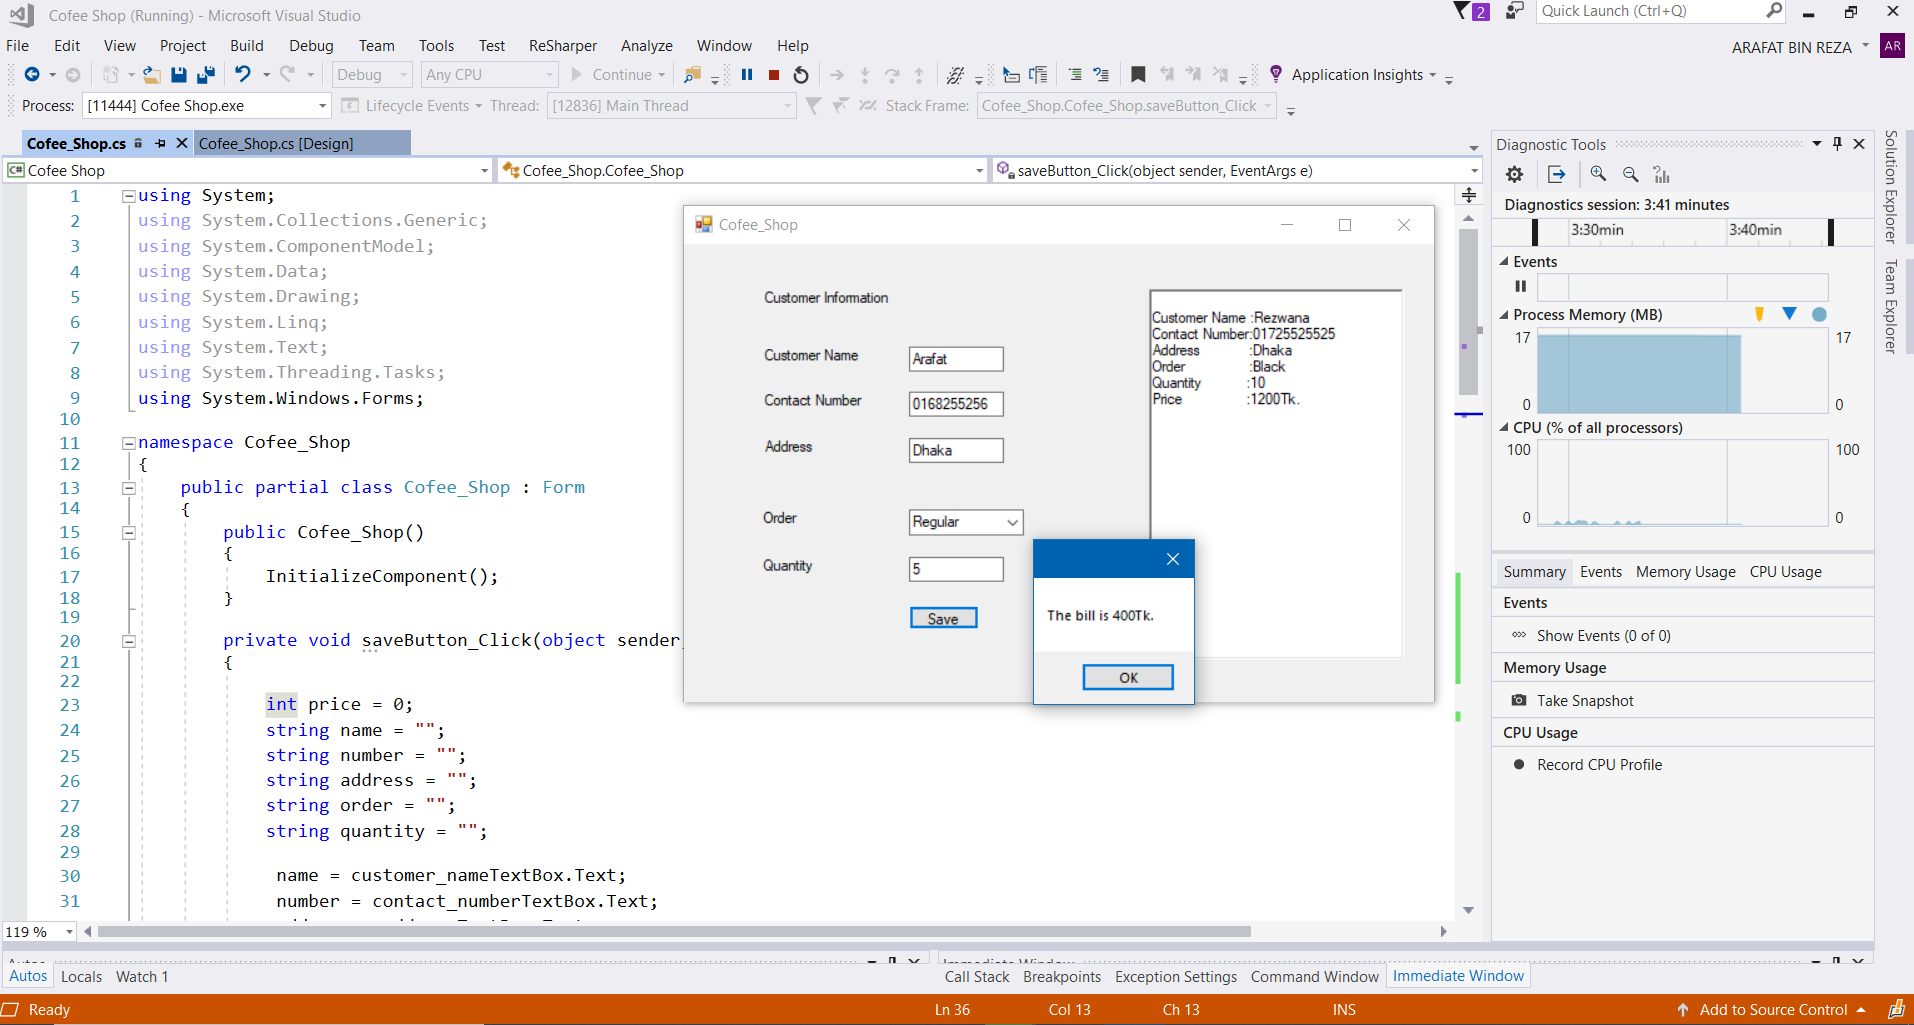 Cofee Shop (Running) - Microsoft Visual Studio
2
Quick Launch (Ctrl+Q)
File Edit View Project Build Debug Team Tools Test ReSharper Analyze Window Help
ARAFAT BIN REZA AR
Debug Any CPU Continue Application Insights
Process: [11444] Cofee Shop.exe Lifecycle Events Thread: [12836] Main Thread Stack Frame: Cofee_Shop.Cofee_Shop.saveButton_Click
Cofee_Shop.cs Cofee_Shop.cs [Design]
C# Cofee Shop Cofee_Shop.Cofee_Shop saveButton_Click(object sender, EventArgs e)
1 using System;
2 using System.Collections.Generic;
3 using System.ComponentModel;
4 using System.Data;
5 using System.Drawing;
6 using System.Linq;
7 using System.Text;
8 using System.Threading.Tasks;
9 using System.Windows.Forms;
10
11 namespace Cofee_Shop
12 {
13 public partial class Cofee_Shop : Form
14 {
15 public Cofee_Shop()
16 {
17 InitializeComponent();
18 }
19
20 private void saveButton_Click(object sender,
21 {
22
23 int price = 0;
24 string name = "";
25 string number = "";
26 string address = "";
27 string order = "";
28 string quantity = "";
29
30 name = customer_nameTextBox.Text;
31 number = contact_numberTextBox.Text;
119 %
Cofee_Shop
Customer Information
Customer Name Arafat
Contact Number 0168255256
Address Dhaka
Order Regular
Quantity 5
Save
Customer Name :Rezwana
Contact Number:01725525525
Address :Dhaka
Order :Black
Quantity :10
Price :1200Tk.
The bill is 400Tk.
OK
Diagnostic Tools
Diagnostics session: 3:41 minutes
3:30min 3:40min
Events
Process Memory (MB)
17 17
0 0
CPU (% of all processors)
100 100
0 0
Summary Events Memory Usage CPU Usage
Events
Show Events (0 of 0)
Memory Usage
Take Snapshot
CPU Usage
Record CPU Profile
Solution Explorer
Team Explorer
Autos
Immediate Window
Autos Locals Watch 1
Call Stack Breakpoints Exception Settings Command Window Immediate Window
Ready Ln 36 Col 13 Ch 13 INS Add to Source Control